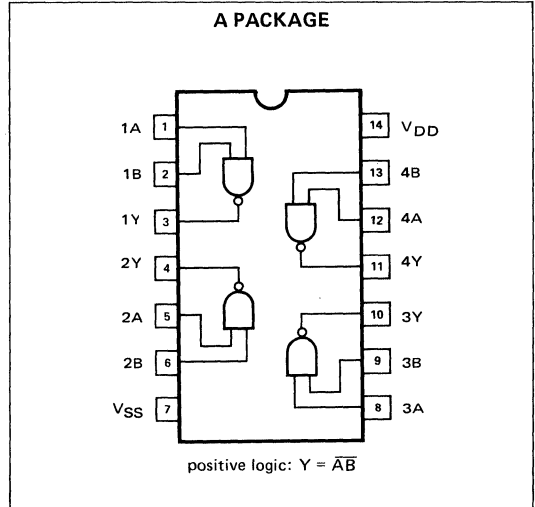 A PACKAGE
1A 1 14 VDD
1B 2 13 4B
1Y 3 12 4A
2Y 4 11 4Y
2A 5 10 3Y
2B 6 9 3B
VSS 7 8 3A
positive logic: Y = A̅B̅